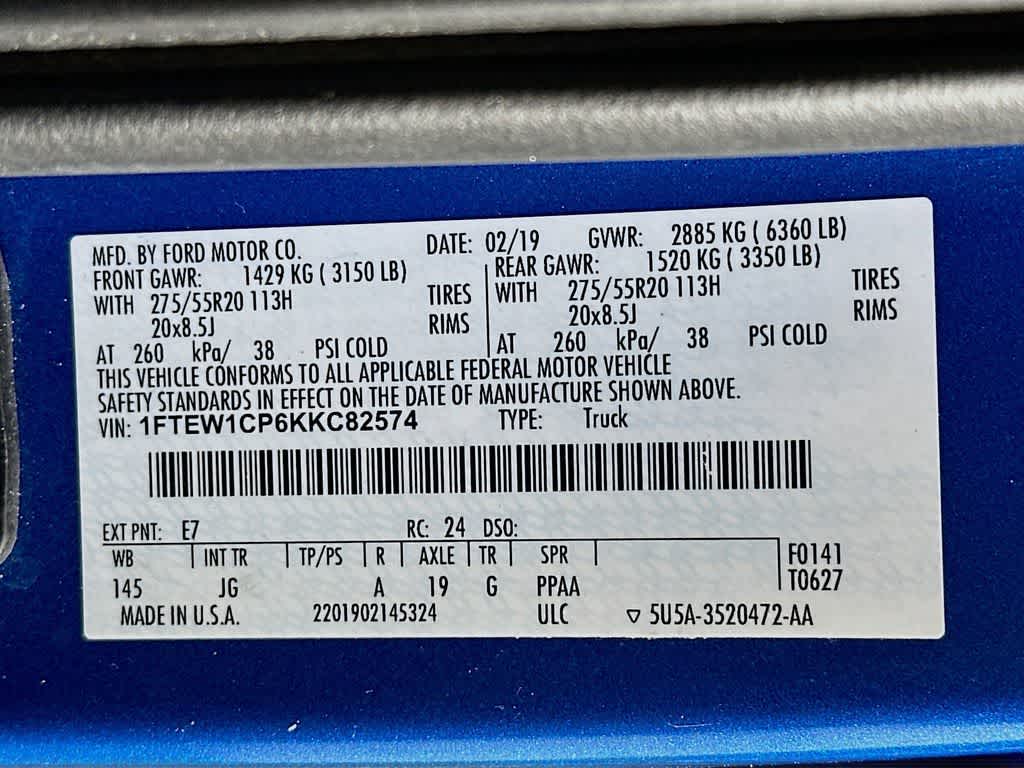 MFD. BY FORD MOTOR CO. DATE: 02/19 GVWR: 2885 KG ( 6360 LB)
FRONT GAWR: 1429 KG ( 3150 LB) REAR GAWR: 1520 KG ( 3350 LB)
WITH 275/55R20 113H TIRES WITH 275/55R20 113H TIRES
20x8.5J RIMS 20x8.5J RIMS
AT 260 kPa/ 38 PSI COLD AT 260 kPa/ 38 PSI COLD
THIS VEHICLE CONFORMS TO ALL APPLICABLE FEDERAL MOTOR VEHICLE
SAFETY STANDARDS IN EFFECT ON THE DATE OF MANUFACTURE SHOWN ABOVE.
VIN: 1FTEW1CP6KKC82574 TYPE: Truck
EXT PNT: E7 RC: 24 DSO:
WB INT TR TP/PS R AXLE TR SPR F0141
145 JG A 19 G PPAA T0627
MADE IN U.S.A. 2201902145324 ULC ▽ 5U5A-3520472-AA